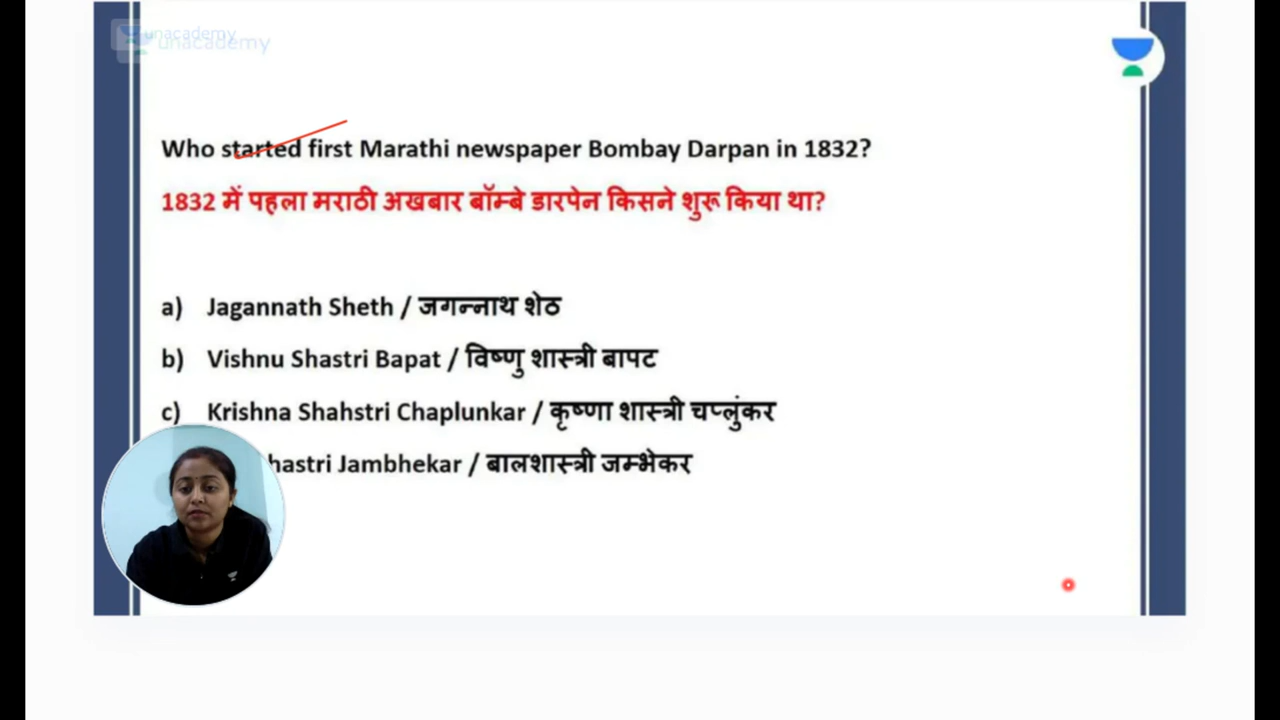 unacademy
unacademy
Who started first Marathi newspaper Bombay Darpan in 1832?
1832 में पहला मराठी अखबार बॉम्बे डारपेन किसने शुरू किया था?
a) Jagannath Sheth / जगन्नाथ शेठ
b) Vishnu Shastri Bapat / विष्णु शास्त्री बापट
c) Krishna Shahstri Chaplunkar / कृष्णा शास्त्री चप्लुंकर
Jambhekar / बालशास्त्री जम्भेकर